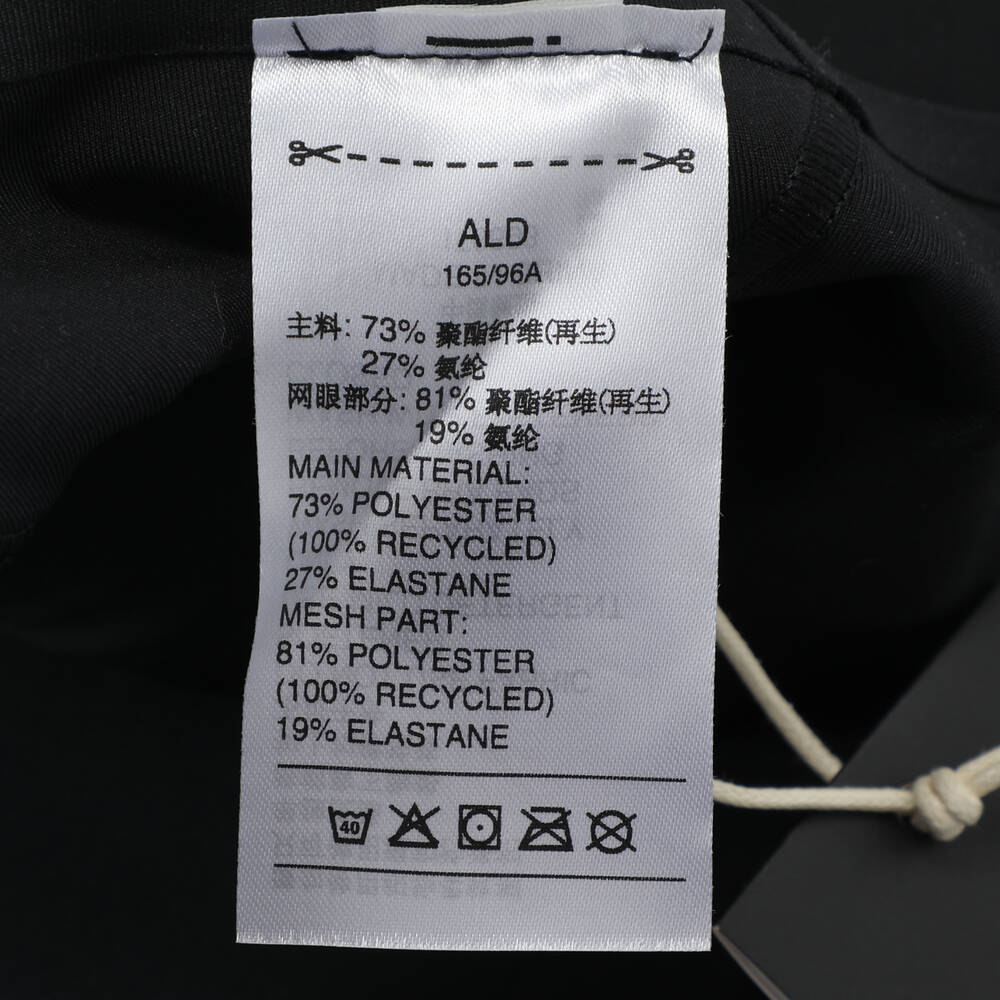 ALD
165/96A
主料: 73% 聚酯纤维(再生)
27% 氨纶
网眼部分: 81% 聚酯纤维(再生)
19% 氨纶
MAIN MATERIAL:
73% POLYESTER
(100% RECYCLED)
27% ELASTANE
MESH PART:
81% POLYESTER
(100% RECYCLED)
19% ELASTANE
40